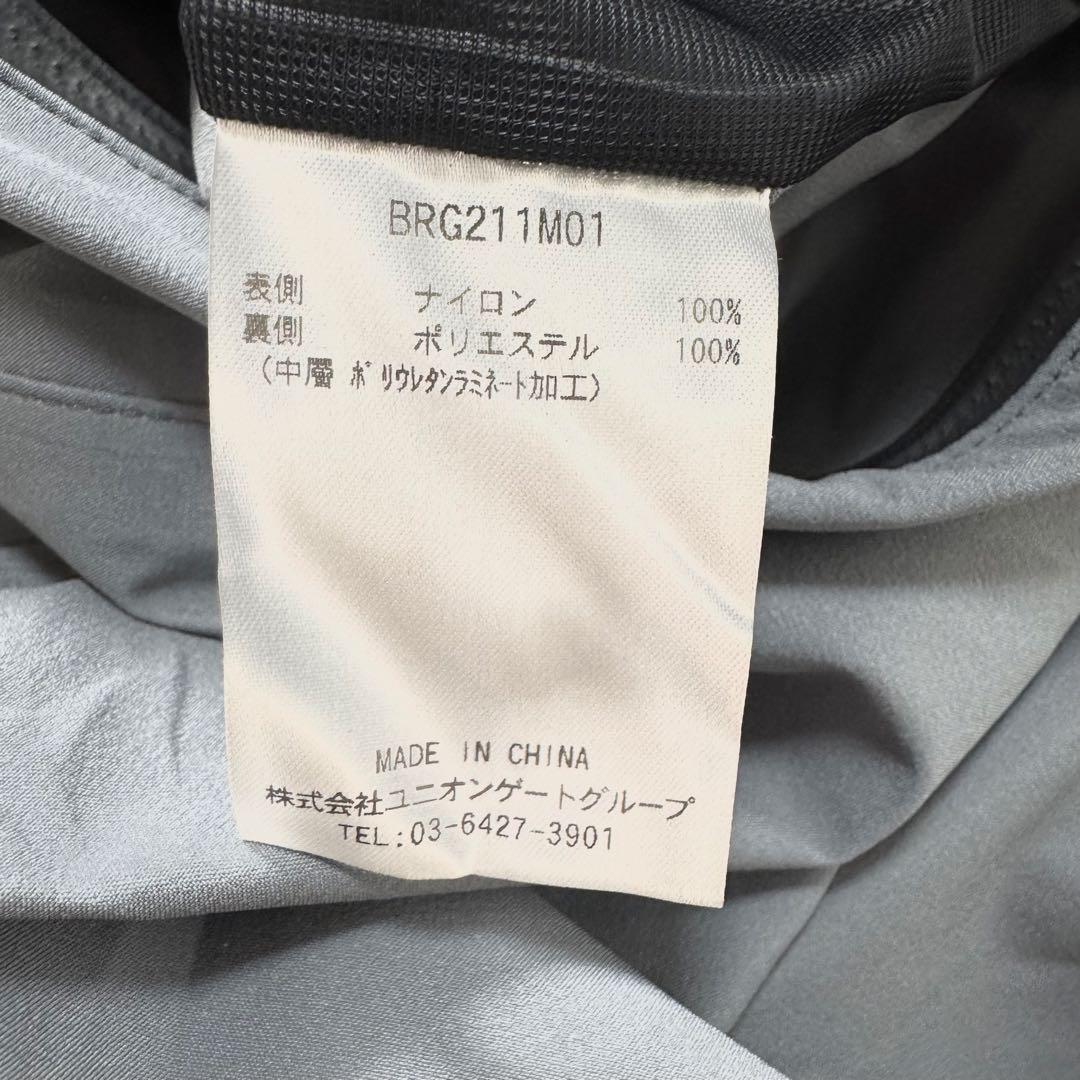 BRG211M01
表側 ナイロン 100%
裏側 ポリエステル 100%
(中層 ﾎﾟﾘｳﾚﾀﾝﾗﾐﾈｰﾄ加工)
MADE IN CHINA
株式会社ユニオンゲートグループ
TEL:03-6427-3901